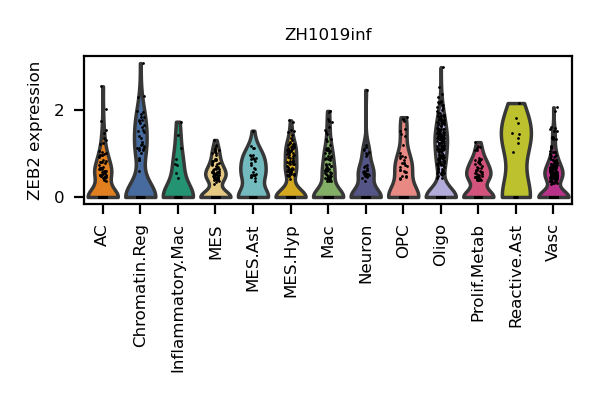 ZH1019inf
ZEB2 expression
2
0
AC
Chromatin.Reg
Inflammatory.Mac
MES
MES.Ast
MES.Hyp
Mac
Neuron
OPC
Oligo
Prolif.Metab
Reactive.Ast
Vasc